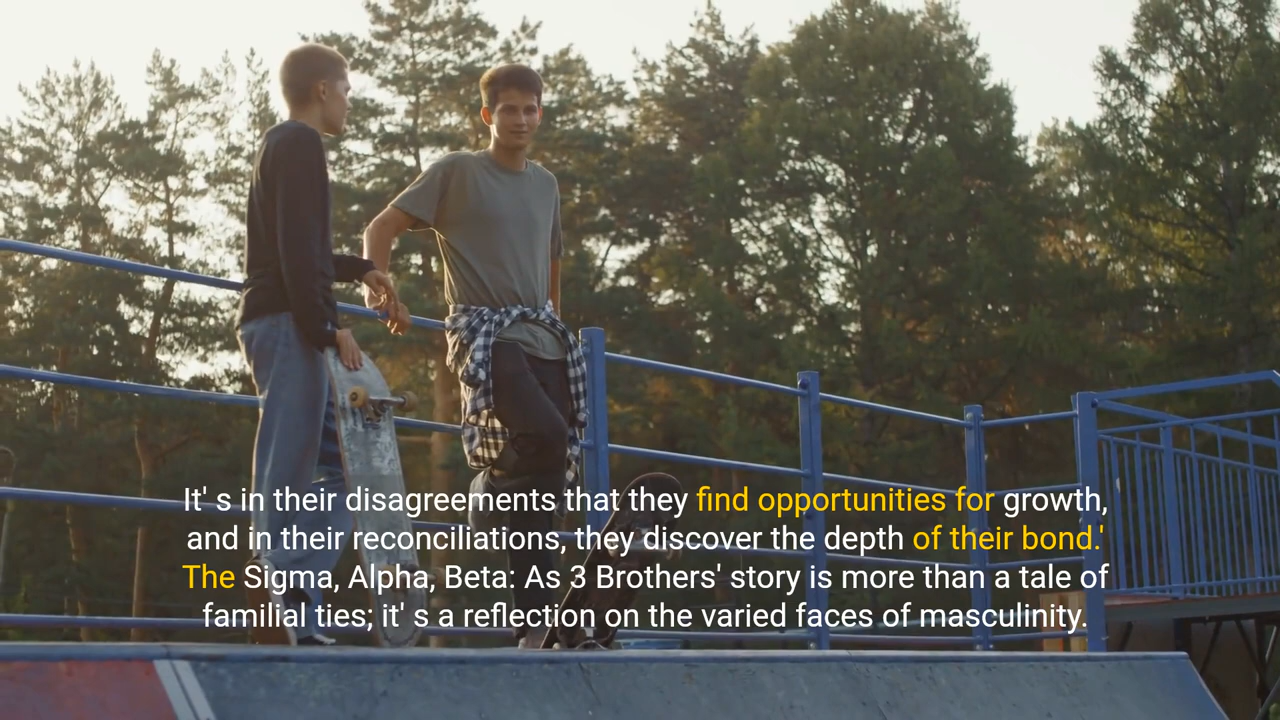 It' s in their disagreements that they find opportunities for growth,
and in their reconciliations, they discover the depth of their bond.'
The Sigma, Alpha, Beta: As 3 Brothers' story is more than a tale of
familial ties; it' s a reflection on the varied faces of masculinity.